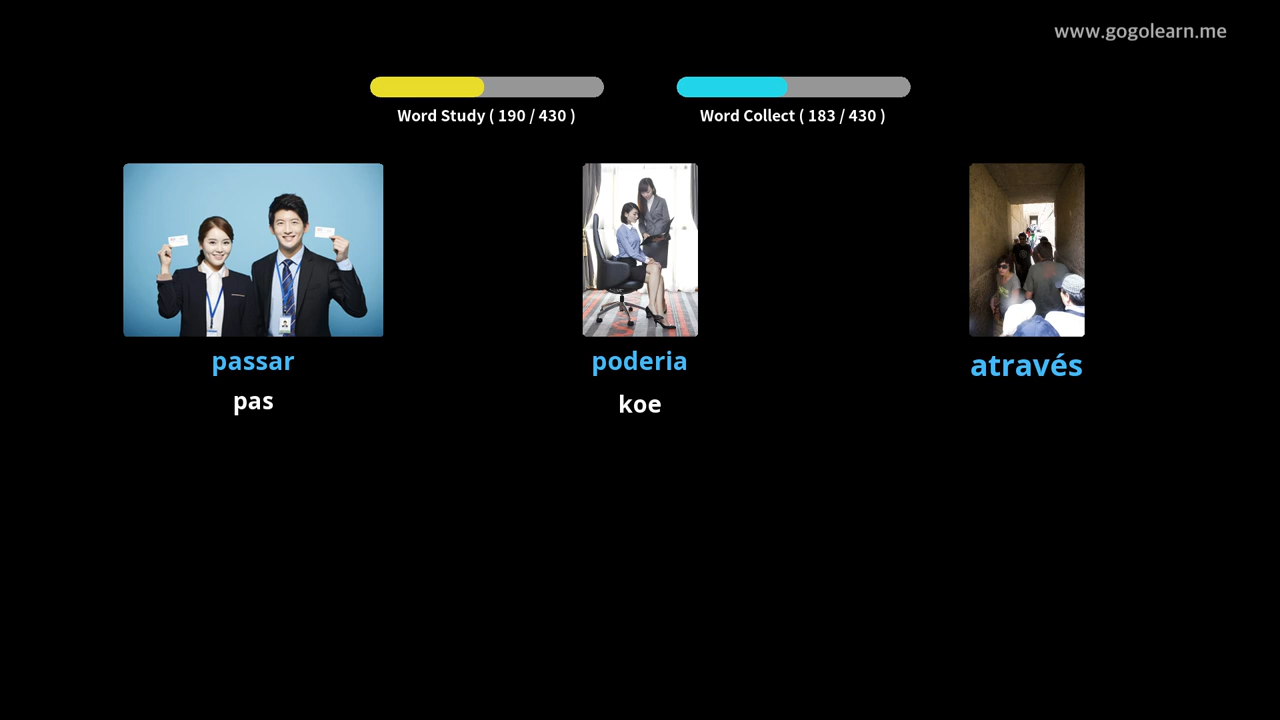 www.gogolearn.me
Word Study ( 190 / 430 )
Word Collect ( 183 / 430 )
passar
poderia
através
pas
koe